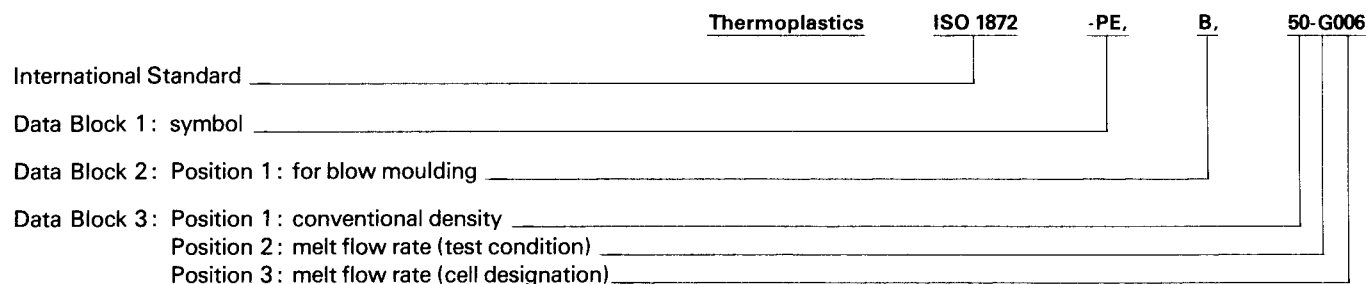 Thermoplastics ISO 1872 -PE, B, 50-G006
International Standard
Data Block 1: symbol
Data Block 2: Position 1: for blow moulding
Data Block 3: Position 1: conventional density
Position 2: melt flow rate (test condition)
Position 3: melt flow rate (cell designation)